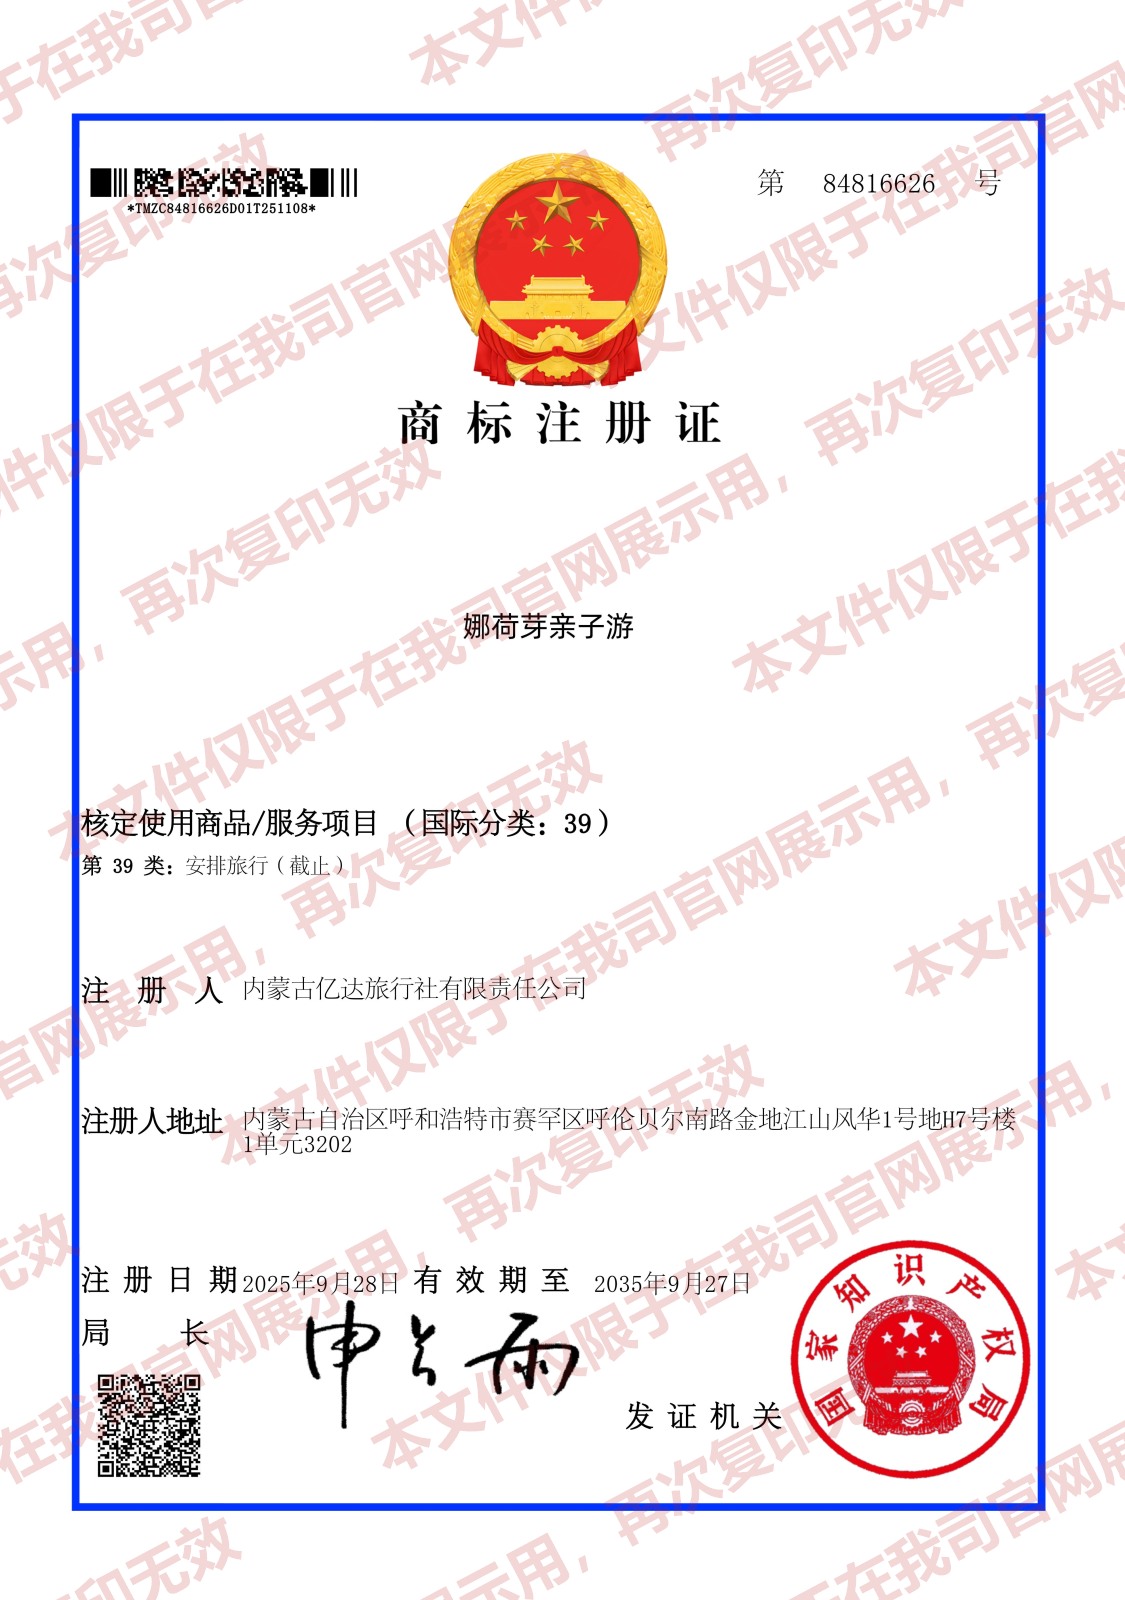 *TMZC84816626D01T251108*
第 84816626 号
商标注册证
娜荷芽亲子游
核定使用商品/服务项目 (国际分类: 39)
第 39 类: 安排旅行(截止)
注 册 人 内蒙古亿达旅行社有限责任公司
注册人地址 内蒙古自治区呼和浩特市赛罕区呼伦贝尔南路金地江山风华1号地H7号楼
1单元3202
注 册 日 期 2025年9月28日 有 效 期 至 2035年9月27日
局 长
发 证 机 关
国家知识产权局
本文件仅限于在我司官网展示用,再次复印无效